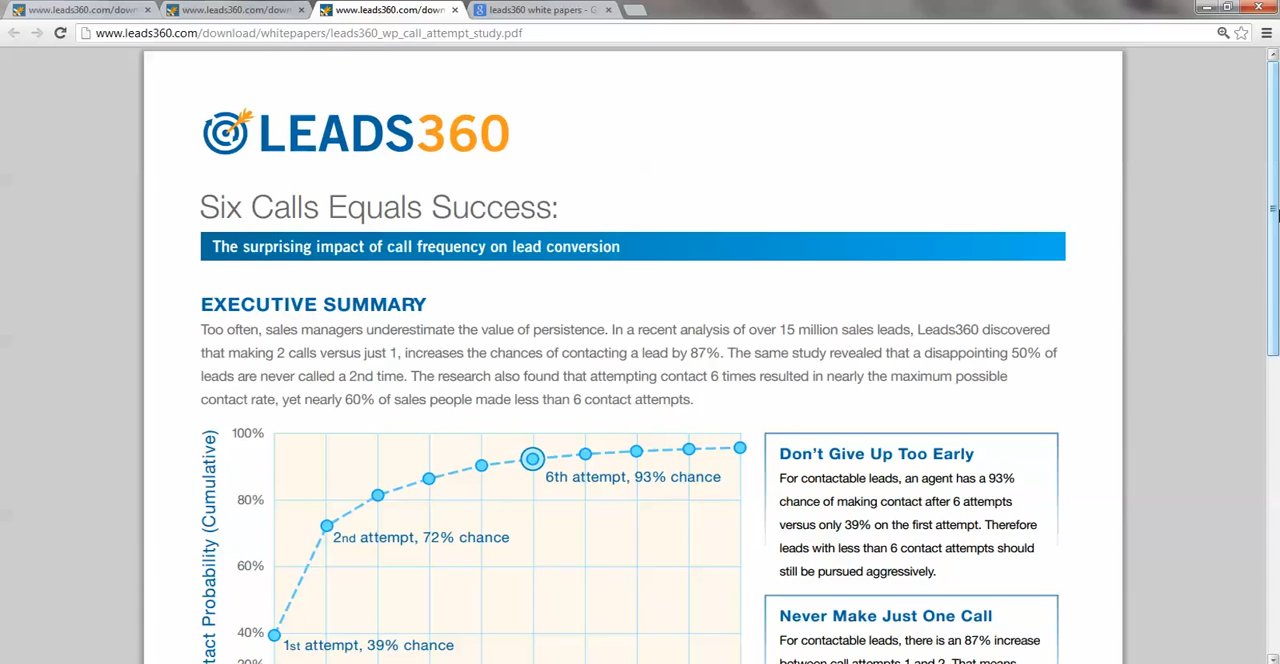 www.leads360.com/down
www.leads360.com/down
www.leads360.com/down
leads360 white papers - G
www.leads360.com/download/whitepapers/leads360_wp_call_attempt_study.pdf
LEADS360
Six Calls Equals Success:
The surprising impact of call frequency on lead conversion
EXECUTIVE SUMMARY
Too often, sales managers underestimate the value of persistence. In a recent analysis of over 15 million sales leads, Leads360 discovered
that making 2 calls versus just 1, increases the chances of contacting a lead by 87%. The same study revealed that a disappointing 50% of
leads are never called a 2nd time. The research also found that attempting contact 6 times resulted in nearly the maximum possible
contact rate, yet nearly 60% of sales people made less than 6 contact attempts.
100%
80%
60%
40%
tact Probability (Cumulative)
6th attempt, 93% chance
2nd attempt, 72% chance
1st attempt, 39% chance
Don't Give Up Too Early
For contactable leads, an agent has a 93%
chance of making contact after 6 attempts
versus only 39% on the first attempt. Therefore
leads with less than 6 contact attempts should
still be pursued aggressively.
Never Make Just One Call
For contactable leads, there is an 87% increase
between call attempts 1 and 2. That means